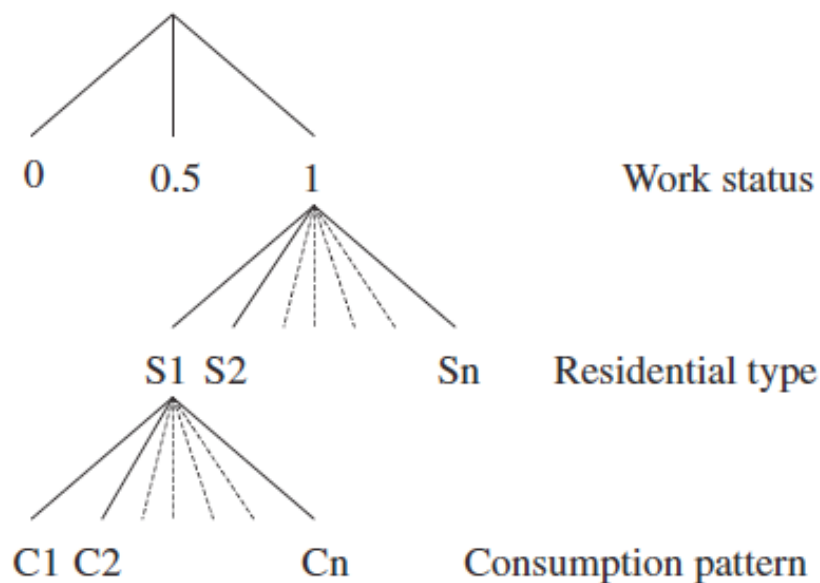 0 0.5 1 Work status
S1 S2 Sn Residential type
C1 C2 Cn Consumption pattern